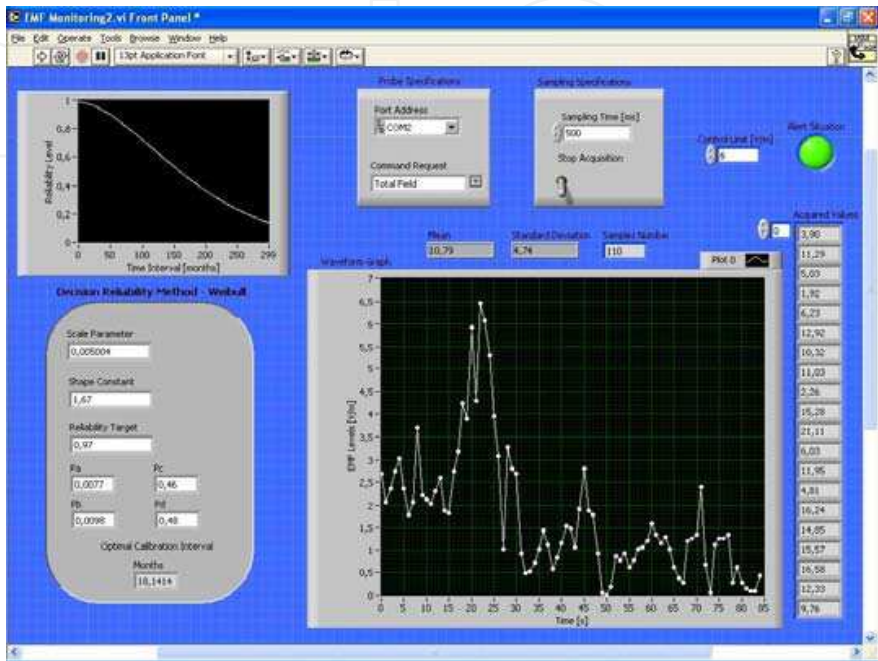 EMF Monitoring2.vi Front Panel *
File Edit Operate Tools Browse Window Help
13pt Application Font
Probe Specifications
Port Address
COM2
Command Request
Total Field
Sampling Specifications
Sampling Time [ms]
500
Stop Acquisition
Control Limit [V/m]
6
Alert Situation
Reliability Level
1
0,8
0,6
0,4
0,2
0
0 50 100 150 200 250 299
Time Interval [months]
Mean
10,79
Standard Deviation
4,74
Samples Number
110
Decision Reliability Method - Weibull
Scale Parameter
0,005004
Shape Constant
1,67
Reliability Target
0,97
Pa
0,0077
Pc
0,46
Pb
0,0098
Pd
0,48
Optimal Calibration Interval
Months
18,1414
Waveform Graph
Plot 0
EMF Levels [V/m]
7
6,5
6
5,5
5
4,5
4
3,5
3
2,5
2
1,5
1
0,5
0
0 5 10 15 20 25 30 35 40 45 50 55 60 65 70 75 80 85
Time [s]
Acquired Values
0
3,90
11,29
5,03
1,92
6,23
12,92
10,32
11,03
2,26
15,28
21,11
6,03
11,95
4,81
16,24
14,85
15,57
16,58
12,33
9,76